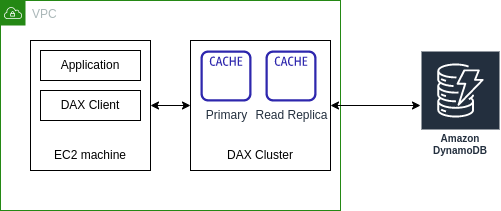 VPC
Application
DAX Client
EC2 machine
CACHE
CACHE
Primary
Read Replica
DAX Cluster
Amazon
DynamoDB